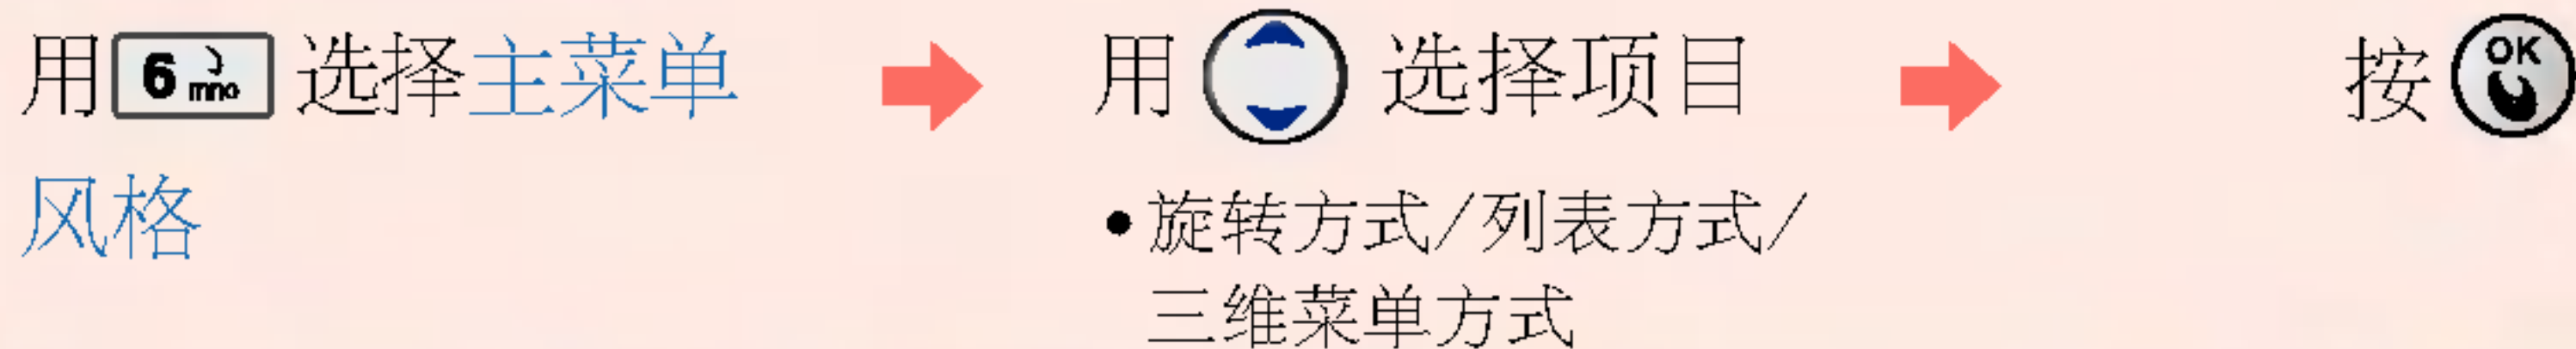 用 6 mno 选择主菜单
风格
用 选择项目
•旋转方式/列表方式/
三维菜单方式
按 OK